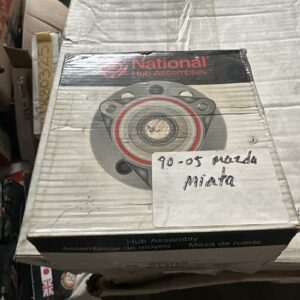 National
Hub Assemblies
90-05 Mazda
Miata
Hub Assembly
Assemblage de moyeu Maza de rueda